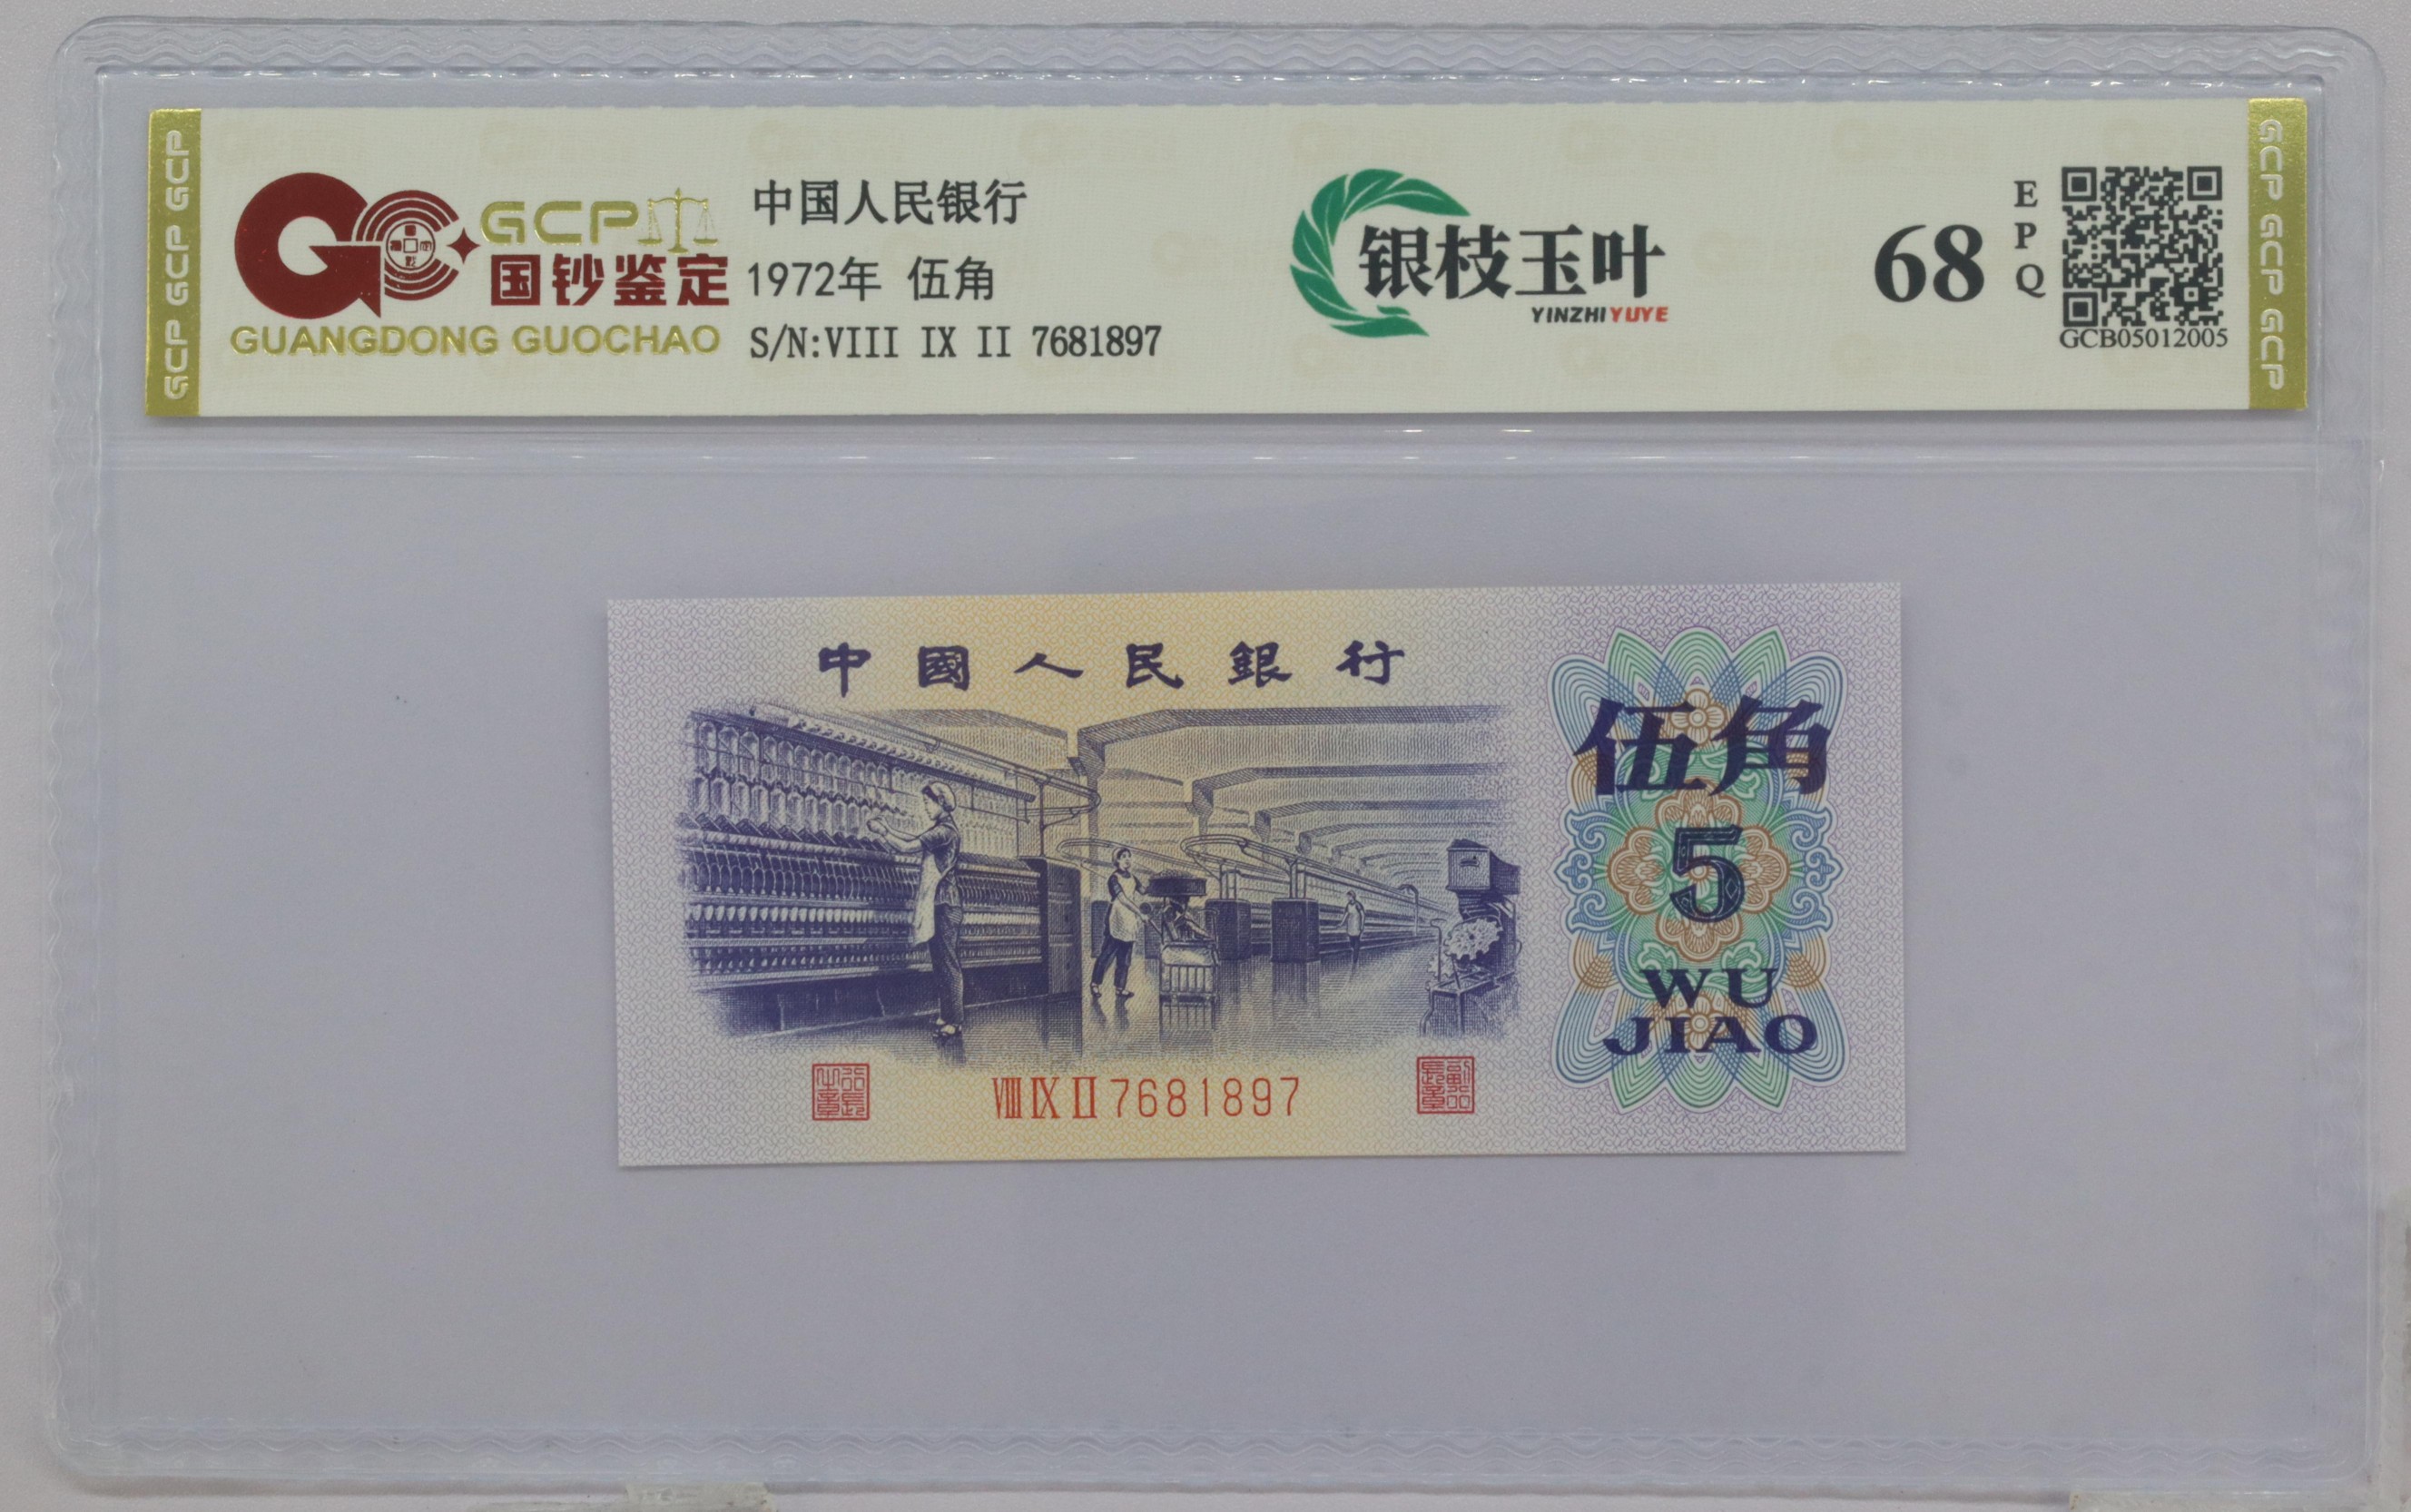 GCP GCP GCP
GCP
国钞鉴定
GUANGDONG GUOCHAO
中国人民银行
1972年 伍角
S/N:VIII IX II 7681897
银枝玉叶
YINZHIYUYE
68
EPQ
GCB05012005
GCP GCP GCP
中國人民銀行
伍角
5
WU
JIAO
VIII IX II 7681897